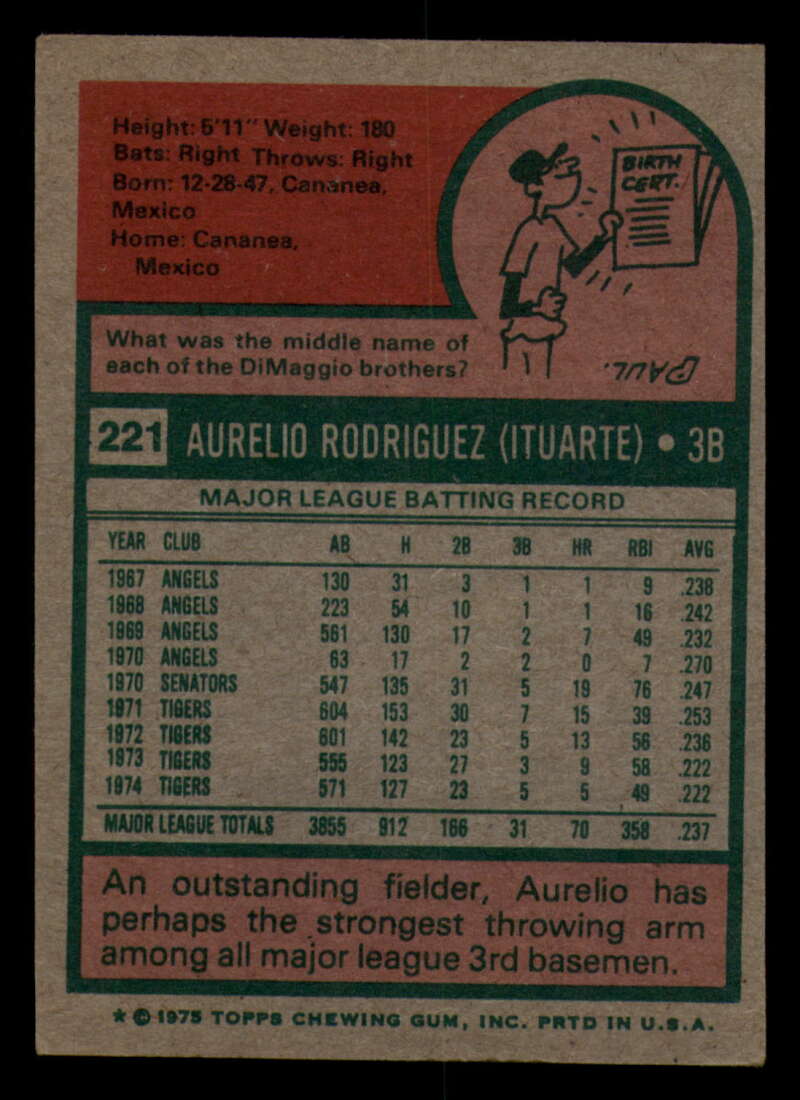 Height: 5'11" Weight: 180
Bats: Right Throws: Right
Born: 12-28-47, Cananea,
Mexico
Home: Cananea,
Mexico
BIRTH
CERT.
What was the middle name of
each of the DiMaggio brothers?
PAUL.
221 AURELIO RODRIGUEZ (ITUARTE) • 3B
MAJOR LEAGUE BATTING RECORD
YEAR CLUB AB H 2B 3B HR RBI AVG
1967 ANGELS 130 31 3 1 1 9 .238
1968 ANGELS 223 54 10 1 1 16 .242
1969 ANGELS 561 130 17 2 7 49 .232
1970 ANGELS 63 17 2 2 0 7 .270
1970 SENATORS 547 135 31 5 19 76 .247
1971 TIGERS 604 153 30 7 15 39 .253
1972 TIGERS 601 142 23 5 13 56 .236
1973 TIGERS 555 123 27 3 9 58 .222
1974 TIGERS 571 127 23 5 5 49 .222
MAJOR LEAGUE TOTALS 3855 912 166 31 70 358 .237
An outstanding fielder, Aurelio has
perhaps the strongest throwing arm
among all major league 3rd basemen.
* © 1975 TOPPS CHEWING GUM, INC. PRTD IN U.S.A.